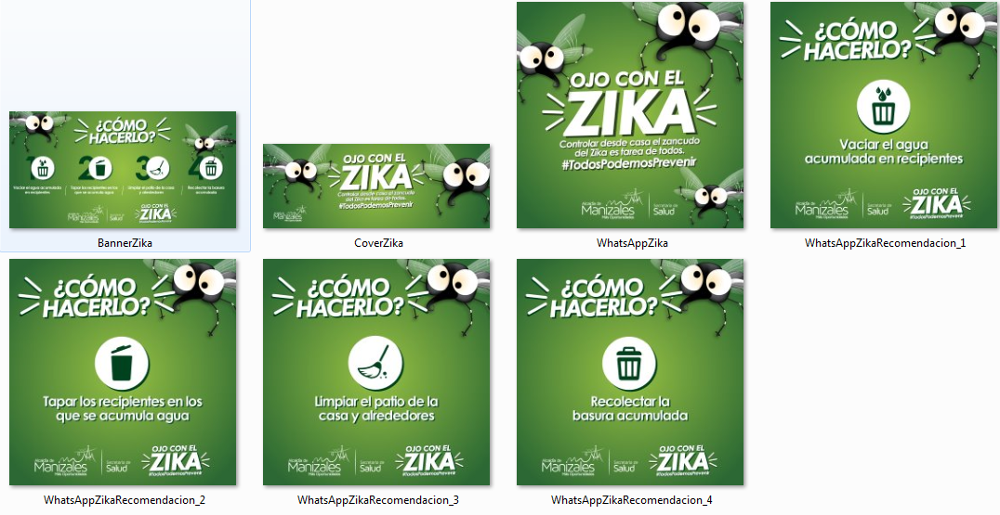 ¿CÓMO
HACERLO?
1 2 3 4
Vaciar el agua acumulada
en recipientes
Tapar los recipientes en los
que se acumula agua
Limpiar el patio de la casa
y alrededores
Recolectar la basura
acumulada
Manizales
Salud
OJO CON EL
ZIKA
#TodosPodemosPrevenir
BannerZika
OJO CON EL
ZIKA
Controlar desde casa el zancudo
del Zika es tarea de todos.
#TodosPodemosPrevenir
Manizales
CoverZika
OJO CON EL
ZIKA
Controlar desde casa el zancudo
del Zika es tarea de todos.
#TodosPodemosPrevenir
Alcaldía de
Manizales
Más Oportunidades
Secretaría de
Salud
WhatsAppZika
¿CÓMO
HACERLO?
Vaciar el agua
acumulada en recipientes
Alcaldía de
Manizales
Más Oportunidades
Secretaría de
Salud
OJO CON EL
ZIKA
#TodosPodemosPrevenir
WhatsAppZikaRecomendacion_1
¿CÓMO
HACERLO?
Tapar los recipientes en los
que se acumula agua
Alcaldía de
Manizales
Más Oportunidades
Secretaría de
Salud
OJO CON EL
ZIKA
#TodosPodemosPrevenir
WhatsAppZikaRecomendacion_2
¿CÓMO
HACERLO?
Limpiar el patio de la
casa y alrededores
Alcaldía de
Manizales
Más Oportunidades
Secretaría de
Salud
OJO CON EL
ZIKA
#TodosPodemosPrevenir
WhatsAppZikaRecomendacion_3
¿CÓMO
HACERLO?
Recolectar la
basura acumulada
Alcaldía de
Manizales
Más Oportunidades
Secretaría de
Salud
OJO CON EL
ZIKA
#TodosPodemosPrevenir
WhatsAppZikaRecomendacion_4